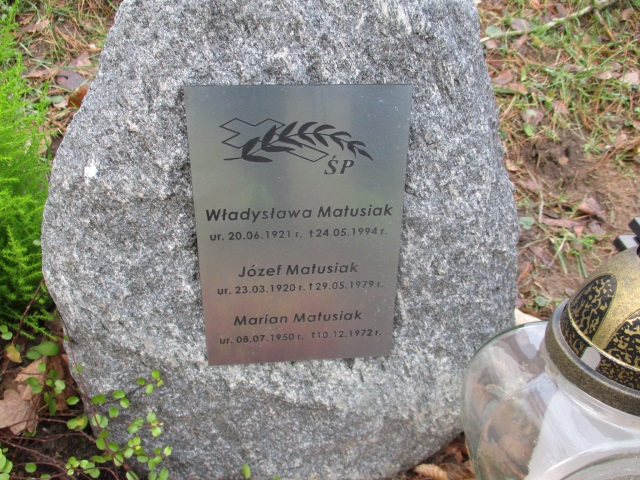 ŚP
Władysława Matusiak
ur. 20.06.1921 r. †24.05.1994 r.
Józef Matusiak
ur. 23.03.1920 r. †29.05.1979 r.
Marian Matusiak
ur. 08.07.1950 r. †10.12.1972 r.